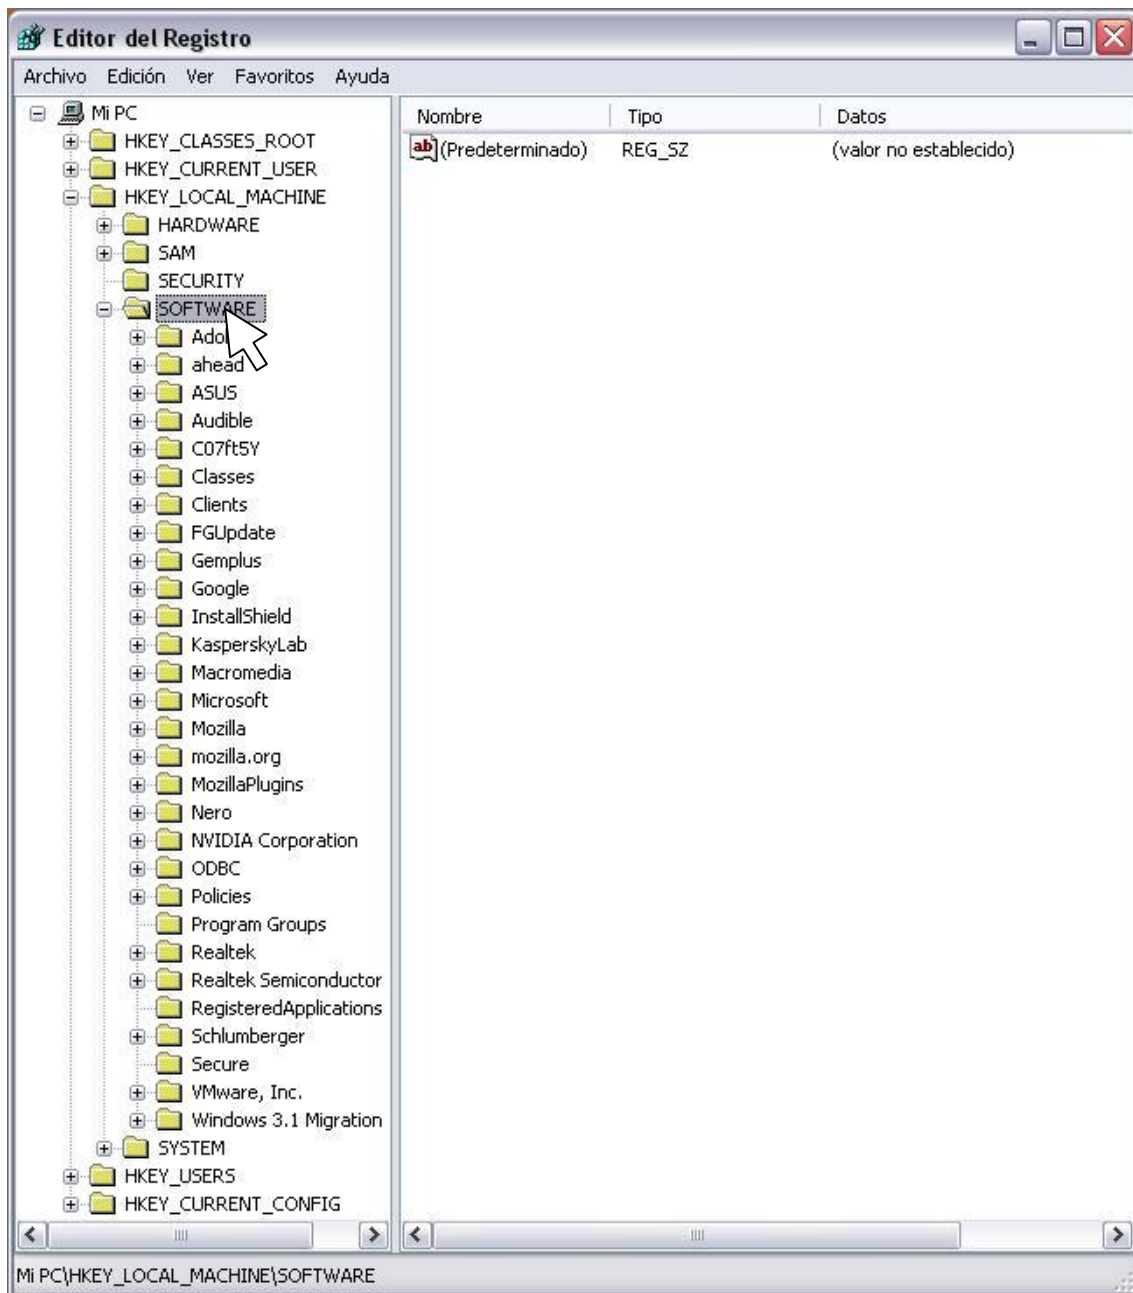 Editor del Registro
Archivo Edición Ver Favoritos Ayuda
Mi PC
HKEY_CLASSES_ROOT
HKEY_CURRENT_USER
HKEY_LOCAL_MACHINE
HARDWARE
SAM
SECURITY
SOFTWARE
ahead
ASUS
Audible
C07ft5Y
Classes
Clients
FGUpdate
Gemplus
Google
InstallShield
KasperskyLab
Macromedia
Microsoft
Mozilla
mozilla.org
MozillaPlugins
Nero
NVIDIA Corporation
ODBC
Policies
Program Groups
Realtek
Realtek Semiconductor
RegisteredApplications
Schlumberger
Secure
VMware, Inc.
Windows 3.1 Migration
SYSTEM
HKEY_USERS
HKEY_CURRENT_CONFIG
Nombre Tipo Datos
ab (Predeterminado) REG_SZ (valor no establecido)
Mi PC\HKEY_LOCAL_MACHINE\SOFTWARE